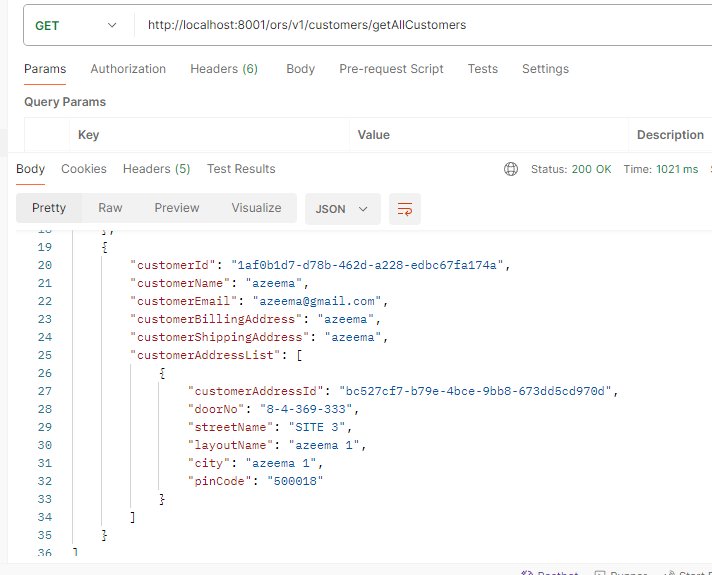 GET http://localhost:8001/ors/v1/customers/getAllCustomers
Params Authorization Headers (6) Body Pre-request Script Tests Settings
Query Params
Key Value Description
Body Cookies Headers (5) Test Results Status: 200 OK Time: 1021 ms
Pretty Raw Preview Visualize JSON
18 },
19 {
20 "customerId": "1af0b1d7-d78b-462d-a228-edbc67fa174a",
21 "customerName": "azeema",
22 "customerEmail": "azeema@gmail.com",
23 "customerBillingAddress": "azeema",
24 "customerShippingAddress": "azeema",
25 "customerAddressList": [
26 {
27 "customerAddressId": "bc527cf7-b79e-4bce-9bb8-673dd5cd970d",
28 "doorNo": "8-4-369-333",
29 "streetName": "SITE 3",
30 "layoutName": "azeema 1",
31 "city": "azeema 1",
32 "pinCode": "500018"
33 }
34 ]
35 }
36 ]
Postbot Runner Start